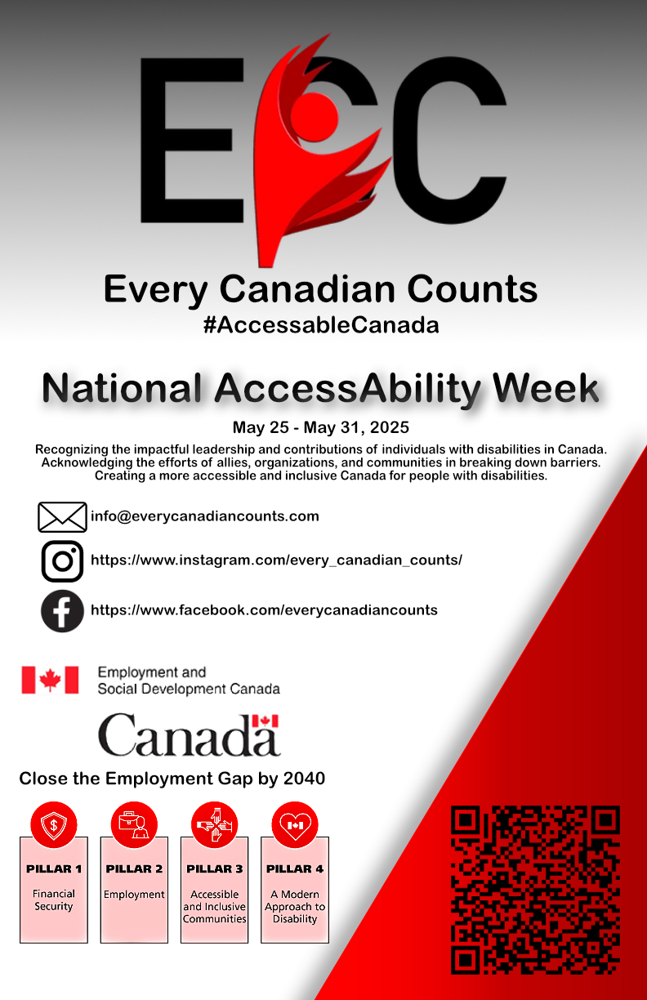 ECC
Every Canadian Counts
#AccessableCanada
National AccessAbility Week
May 25 - May 31, 2025
Recognizing the impactful leadership and contributions of individuals with disabilities in Canada.
Acknowledging the efforts of allies, organizations, and communities in breaking down barriers.
Creating a more accessible and inclusive Canada for people with disabilities.
info@everycanadiancounts.com
https://www.instagram.com/every_canadian_counts/
https://www.facebook.com/everycanadiancounts
Employment and
Social Development Canada
Canada
Close the Employment Gap by 2040
$
PILLAR 1
Financial
Security
PILLAR 2
Employment
PILLAR 3
Accessible
and Inclusive
Communities
PILLAR 4
A Modern
Approach to
Disability